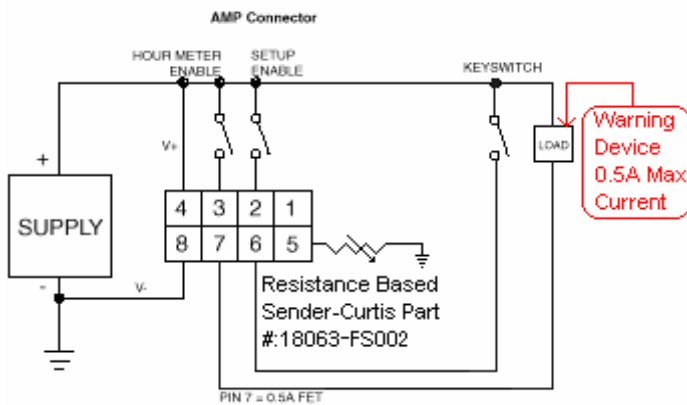 AMP Connector
HOUR METER
ENABLE
SETUP
ENABLE
KEYSWITCH
LOAD
Warning
Device
0.5A Max
Current
V+
+
SUPPLY
-
V-
4 3 2 1
8 7 6 5
Resistance Based
Sender-Curtis Part
#:18063-FS002
PIN 7 = 0.5A FET